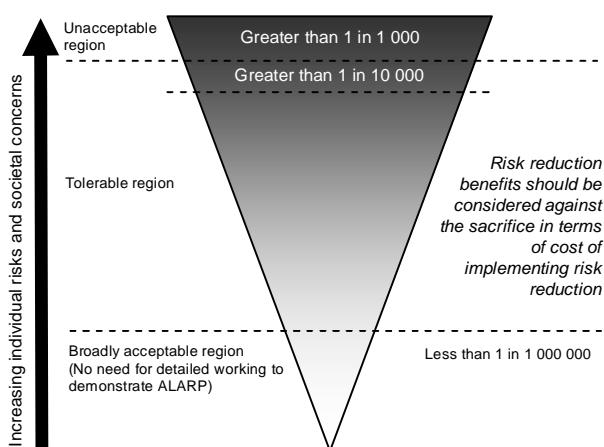 Unacceptable
region
Greater than 1 in 1 000
Greater than 1 in 10 000
Increasing individual risks and societal concerns
Tolerable region
Risk reduction
benefits should be
considered against
the sacrifice in terms
of cost of
implementing risk
reduction
Broadly acceptable region
(No need for detailed working to
demonstrate ALARP)
Less than 1 in 1 000 000